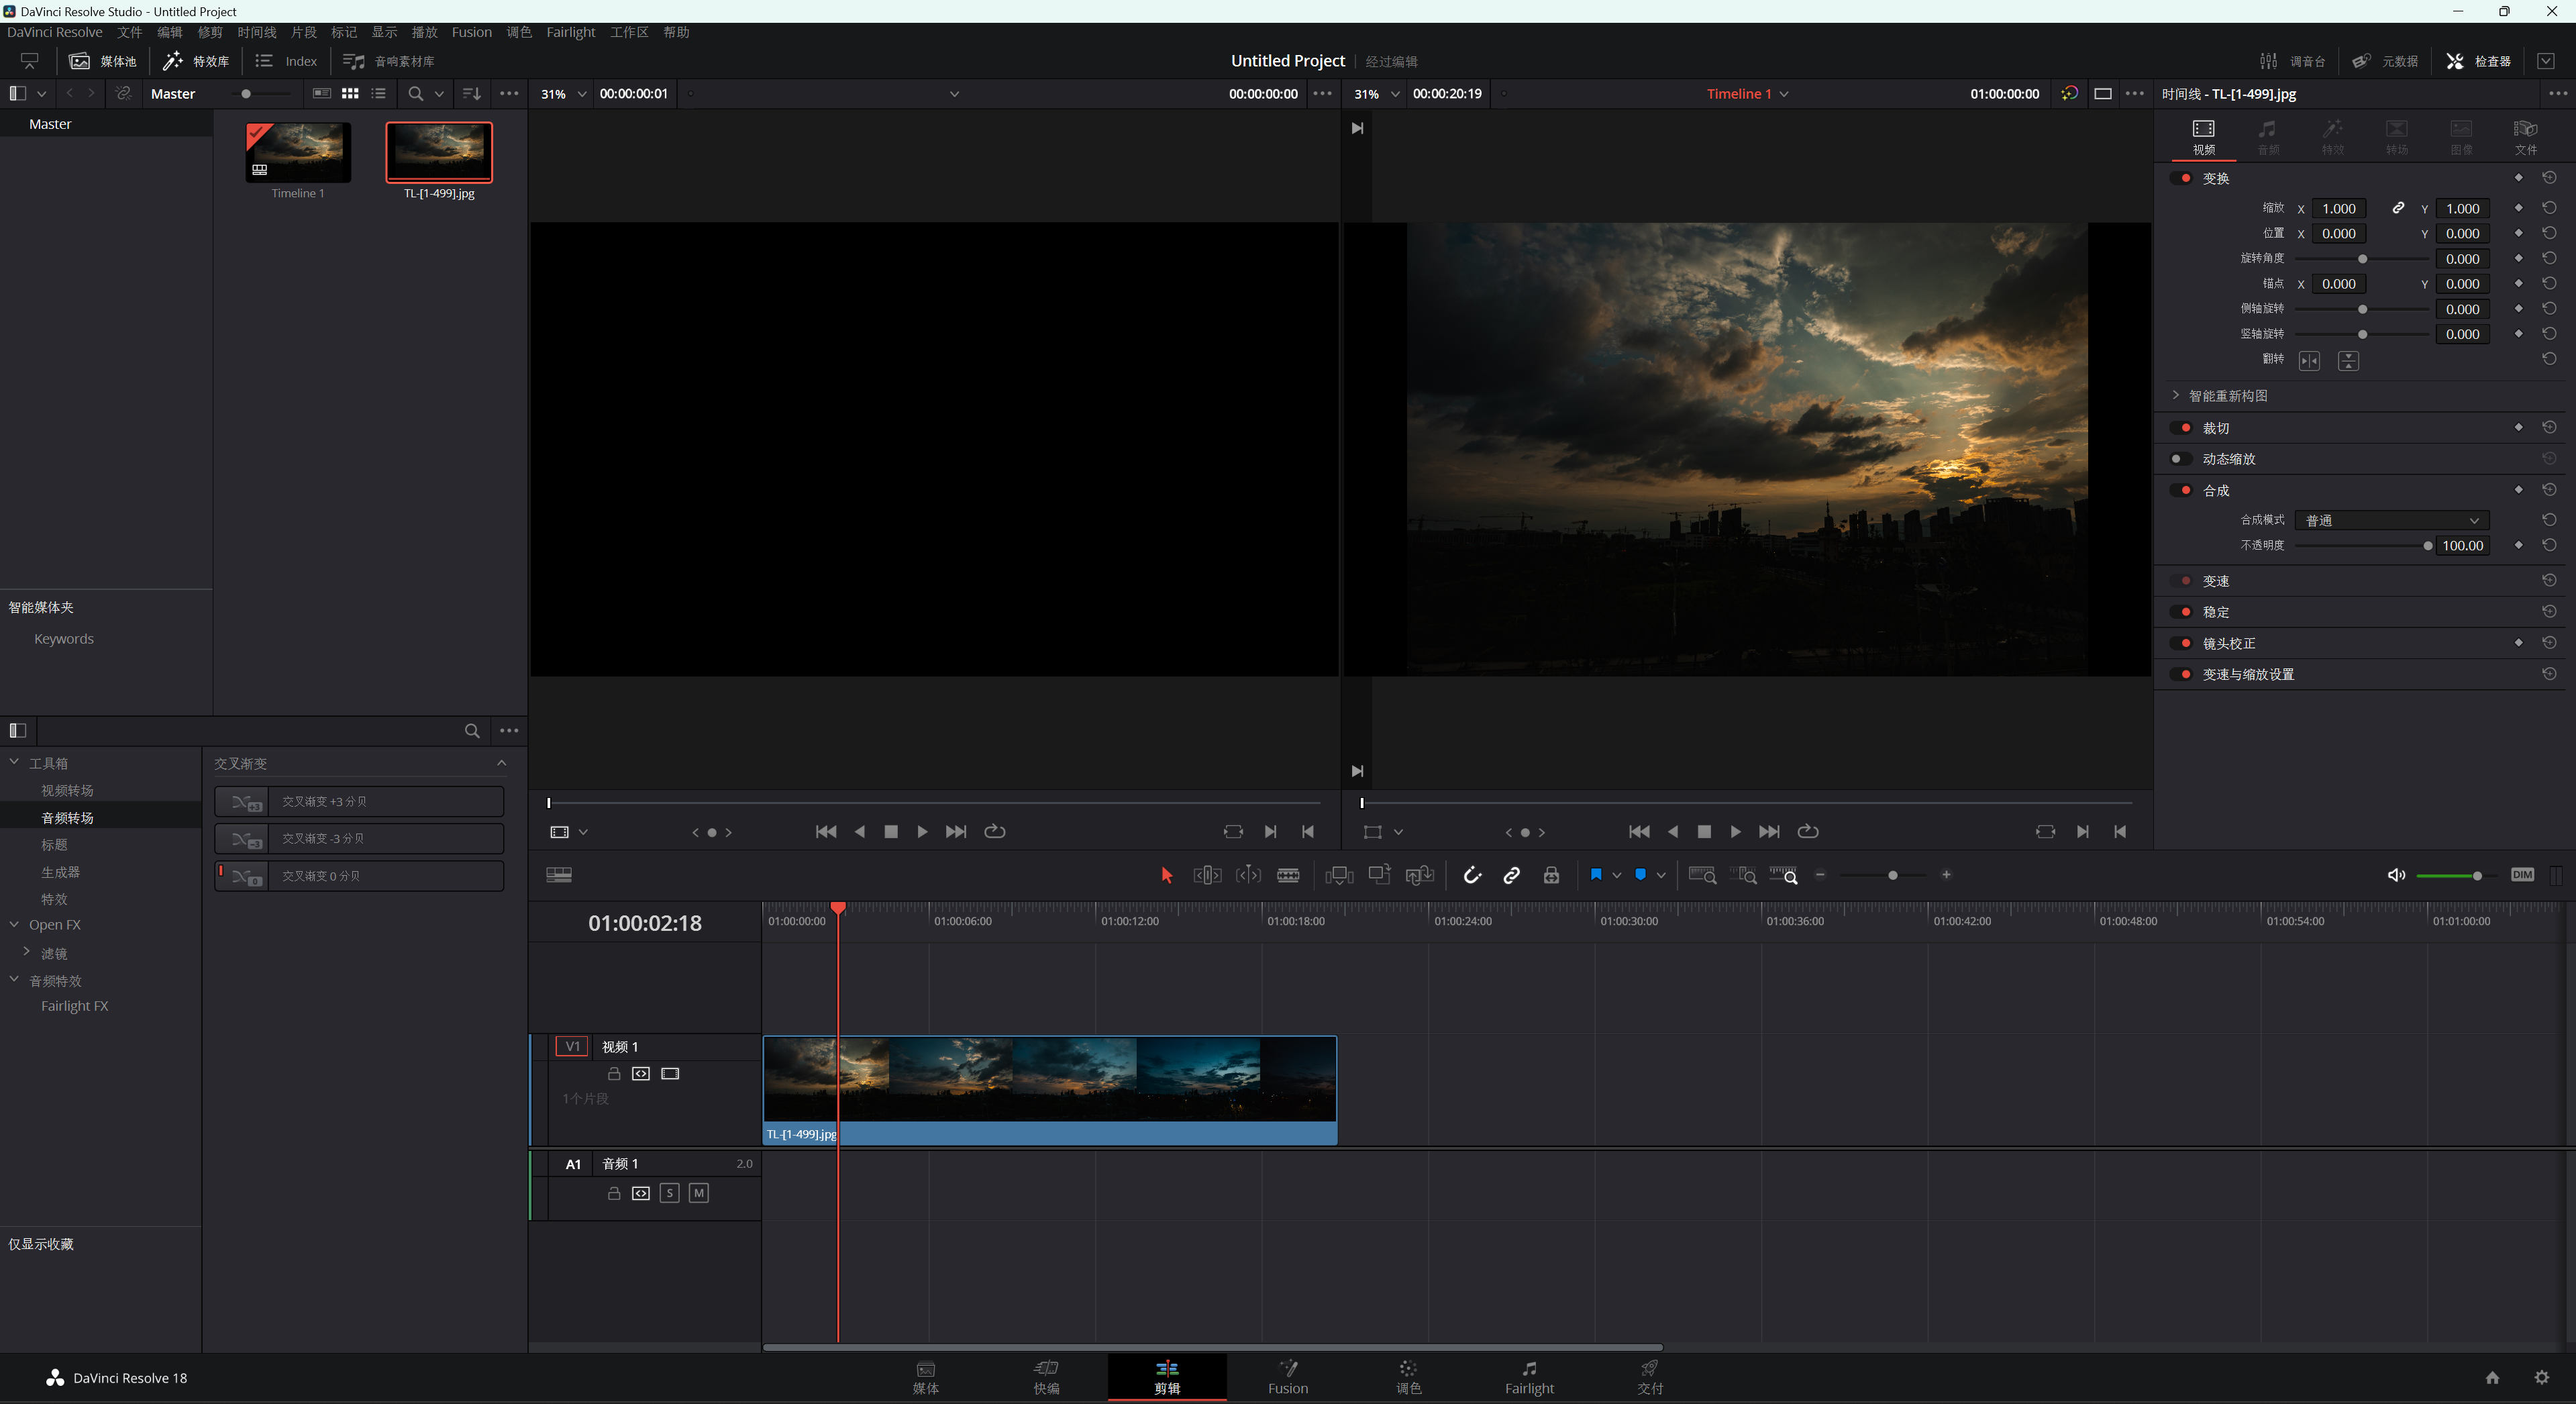 DaVinci Resolve Studio - Untitled Project
DaVinci Resolve 文件 编辑 修剪 时间线 片段 标记 显示 播放 Fusion 调色 Fairlight 工作区 帮助
媒体池 特效库 Index 音响素材库 Untitled Project 经过编辑 调音台 元数据 检查器
Master 31% 00:00:00:01 00:00:00:00 31% 00:00:20:19 Timeline 1 01:00:00:00 时间线 - TL-[1-499].jpg
Master
Timeline 1 TL-[1-499].jpg
视频 音频 特效 转场 图像 文件
变换
缩放 X 1.000 Y 1.000
位置 X 0.000 Y 0.000
旋转角度 0.000
锚点 X 0.000 Y 0.000
侧轴旋转 0.000
竖轴旋转 0.000
翻转
智能重新构图
裁切
动态缩放
合成
合成模式 普通
不透明度 100.00
变速
稳定
镜头校正
变速与缩放设置
智能媒体夹
Keywords
工具箱
视频转场
音频转场
标题
生成器
特效
Open FX
滤镜
音频特效
Fairlight FX
仅显示收藏
交叉渐变
+3 交叉渐变 +3 分贝
-3 交叉渐变 -3 分贝
0 交叉渐变 0 分贝
DIM
01:00:02:18 01:00:00:00 01:00:06:00 01:00:12:00 01:00:18:00 01:00:24:00 01:00:30:00 01:00:36:00 01:00:42:00 01:00:48:00 01:00:54:00 01:01:00:00
V1 视频 1
1个片段
TL-[1-499].jpg
A1 音频 1 2.0
S M
DaVinci Resolve 18
媒体 快编 剪辑 Fusion 调色 Fairlight 交付